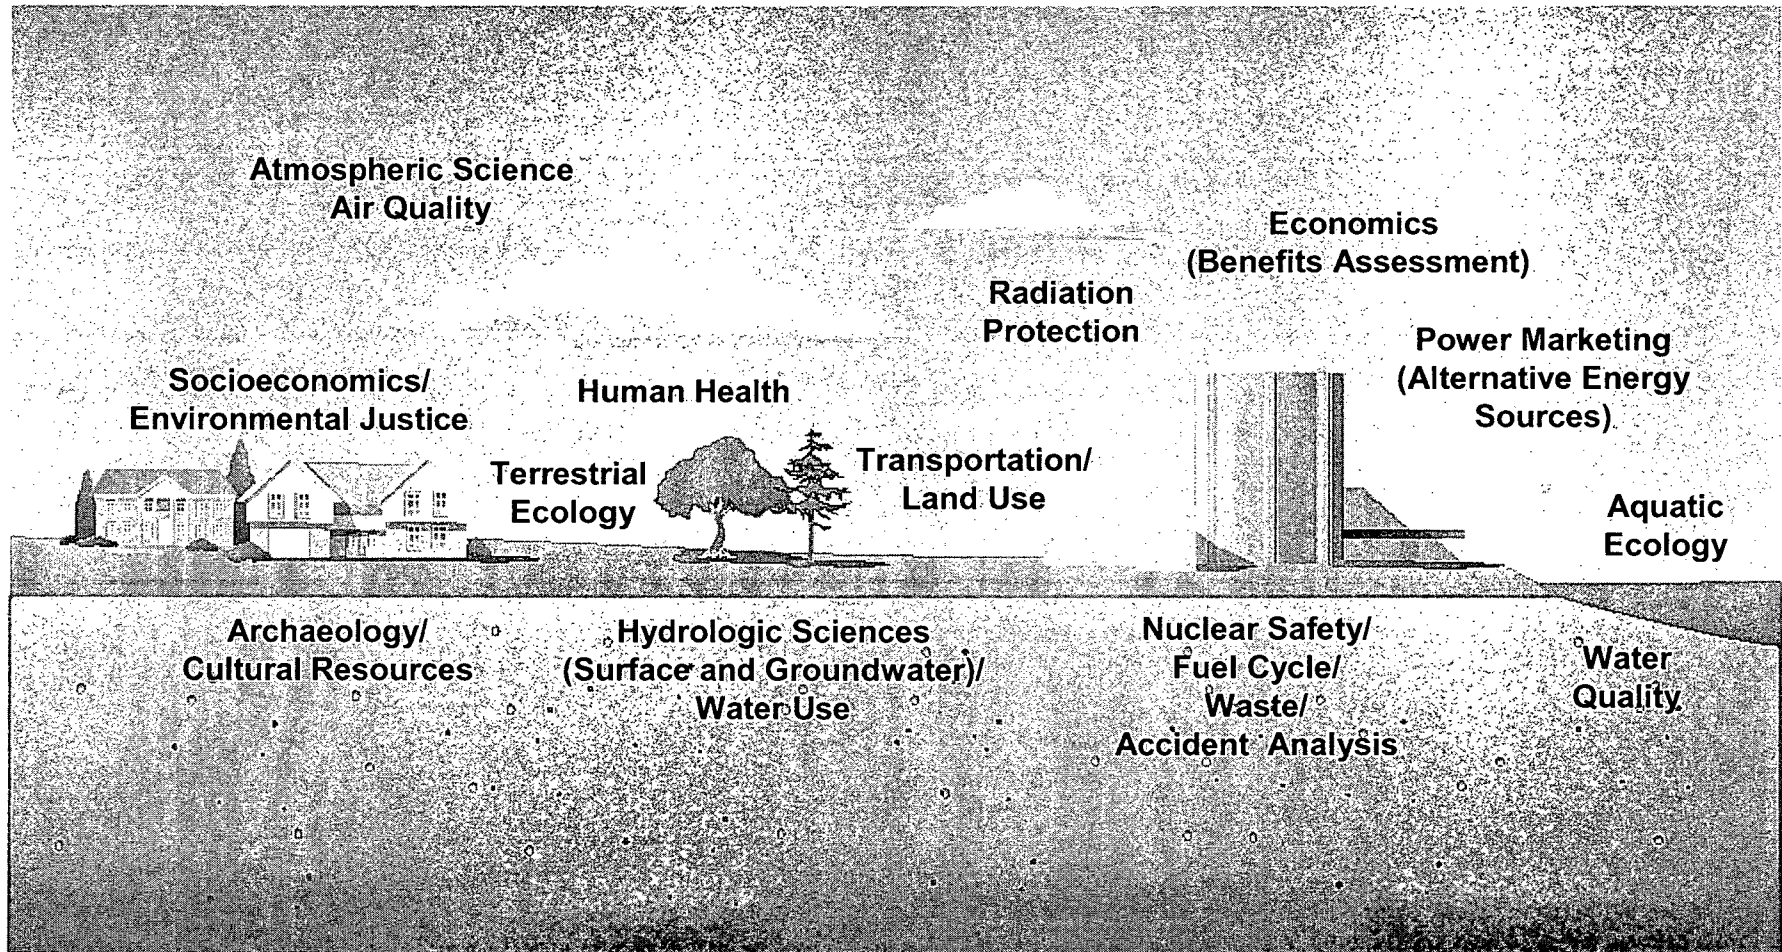 Atmospheric Science
Air Quality
Economics
(Benefits Assessment)
Radiation
Protection
Power Marketing
(Alternative Energy
Sources)
Socioeconomics/
Environmental Justice
Human Health
Terrestrial
Ecology
Transportation/
Land Use
Aquatic
Ecology
Archaeology/
Cultural Resources
Hydrologic Sciences
(Surface and Groundwater)/
Water Use
Nuclear Safety/
Fuel Cycle/
Waste/
Accident Analysis
Water
Quality